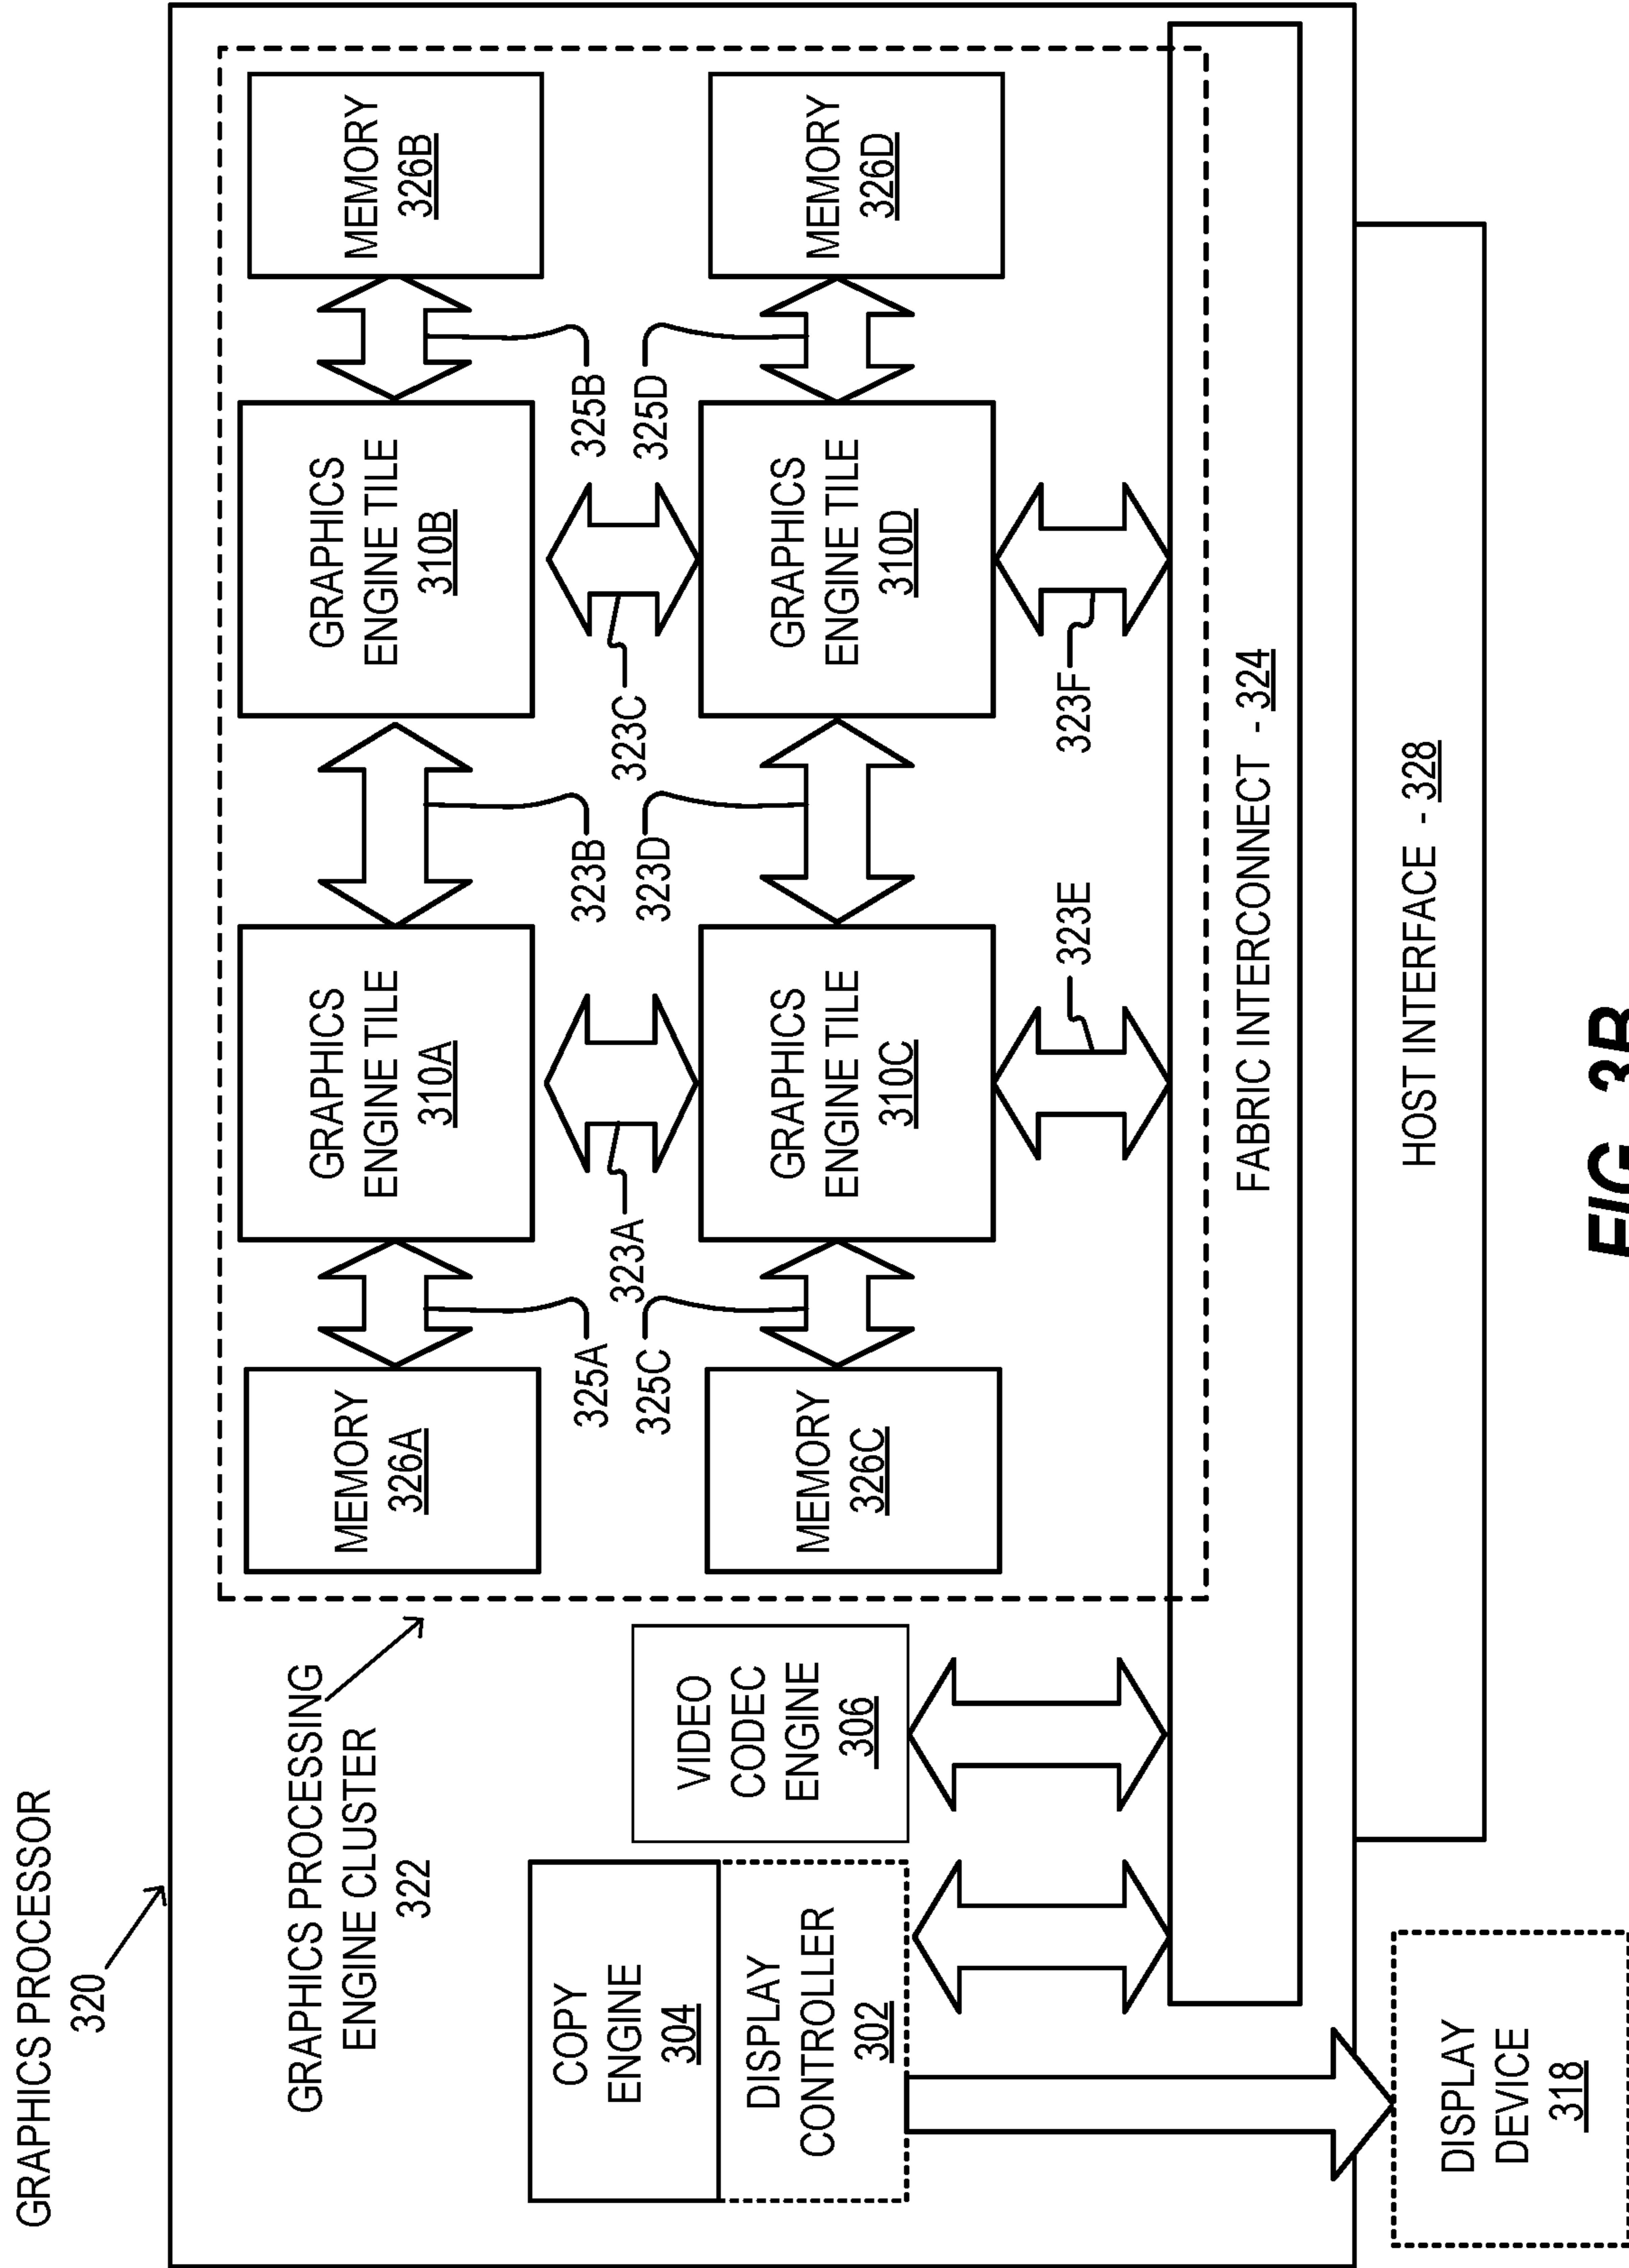 GRAPHICS PROCESSOR
320
GRAPHICS PROCESSING
ENGINE CLUSTER
322
MEMORY
326A
GRAPHICS
ENGINE TILE
310A
GRAPHICS
ENGINE TILE
310B
MEMORY
326B
325A
323B
325B
323A
323C
325C
323D
325D
MEMORY
326C
GRAPHICS
ENGINE TILE
310C
GRAPHICS
ENGINE TILE
310D
MEMORY
326D
COPY
ENGINE
304
DISPLAY
CONTROLLER
302
VIDEO
CODEC
ENGINE
306
323E
323F
FABRIC INTERCONNECT - 324
HOST INTERFACE - 328
DISPLAY
DEVICE
318
FIG. 3B